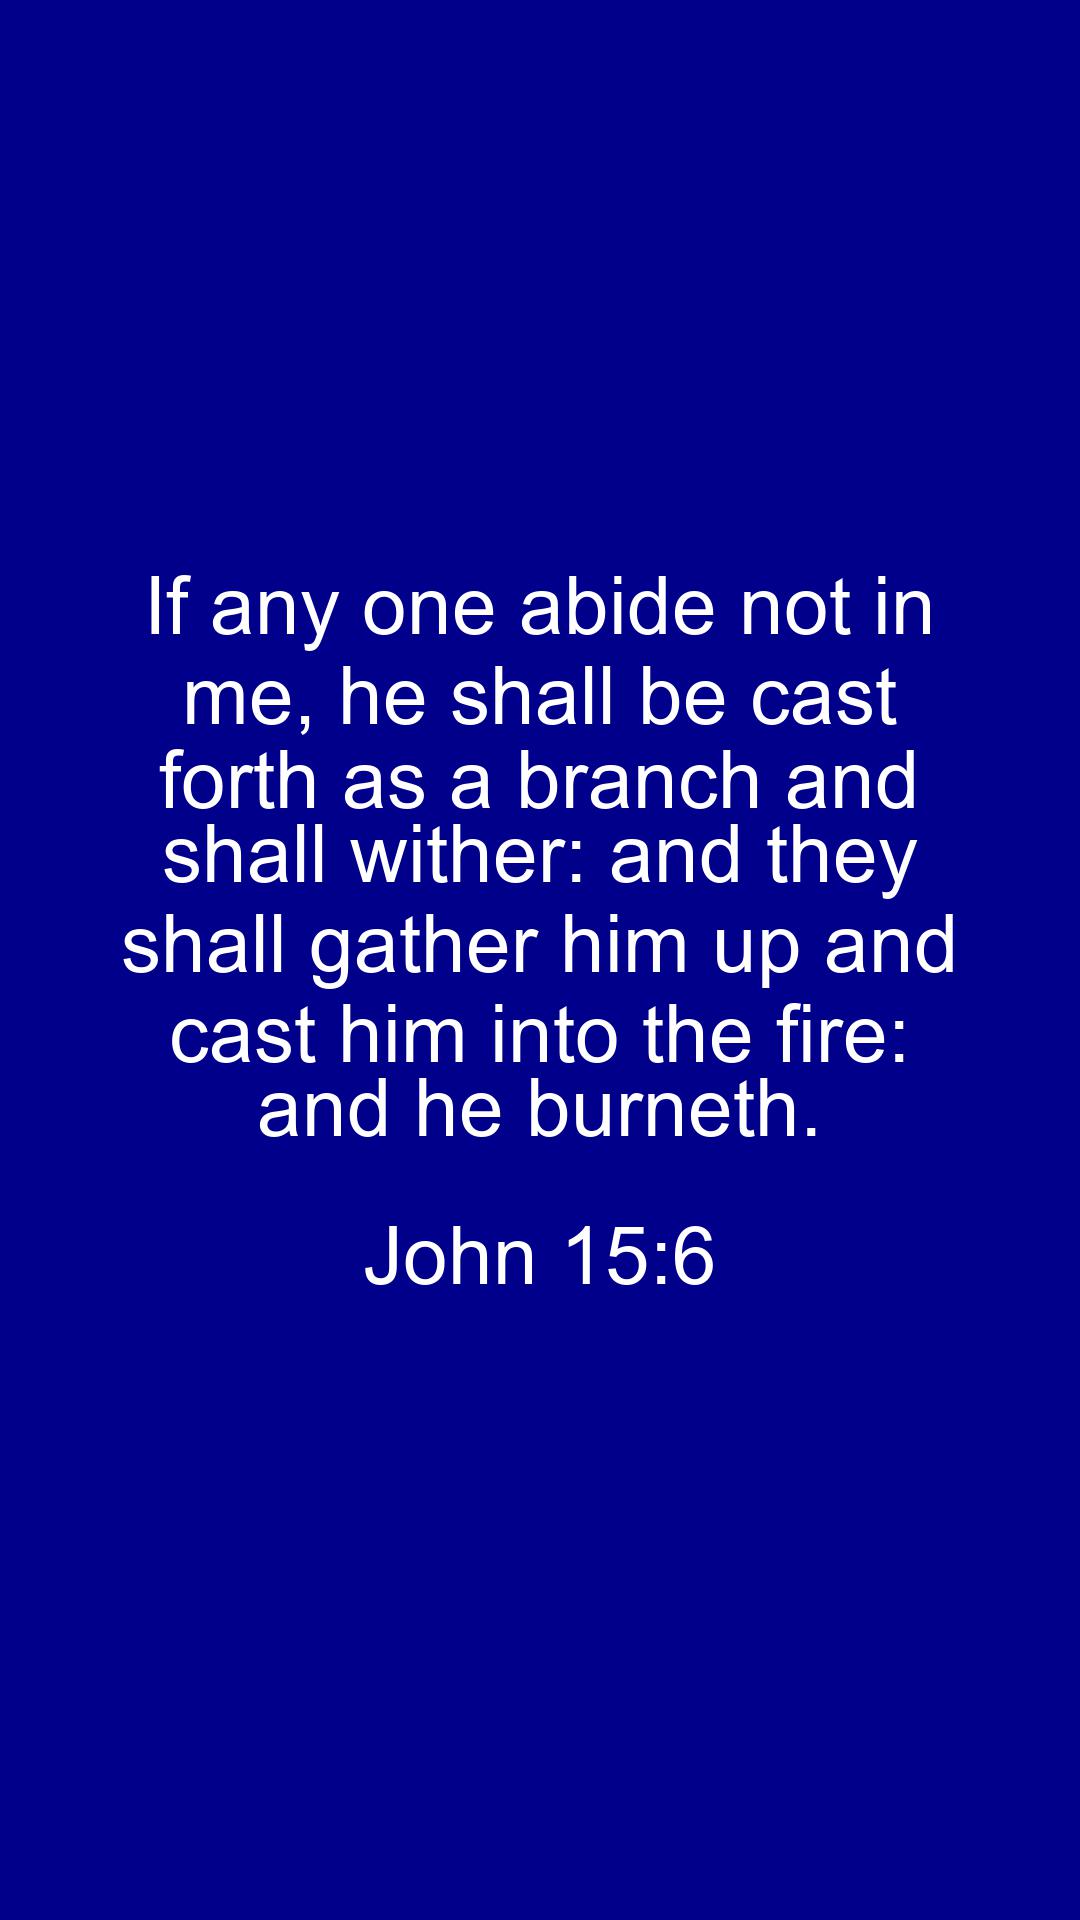 If any one abide not in
me, he shall be cast
forth as a branch and
shall wither: and they
shall gather him up and
cast him into the fire:
and he burneth.
John 15:6